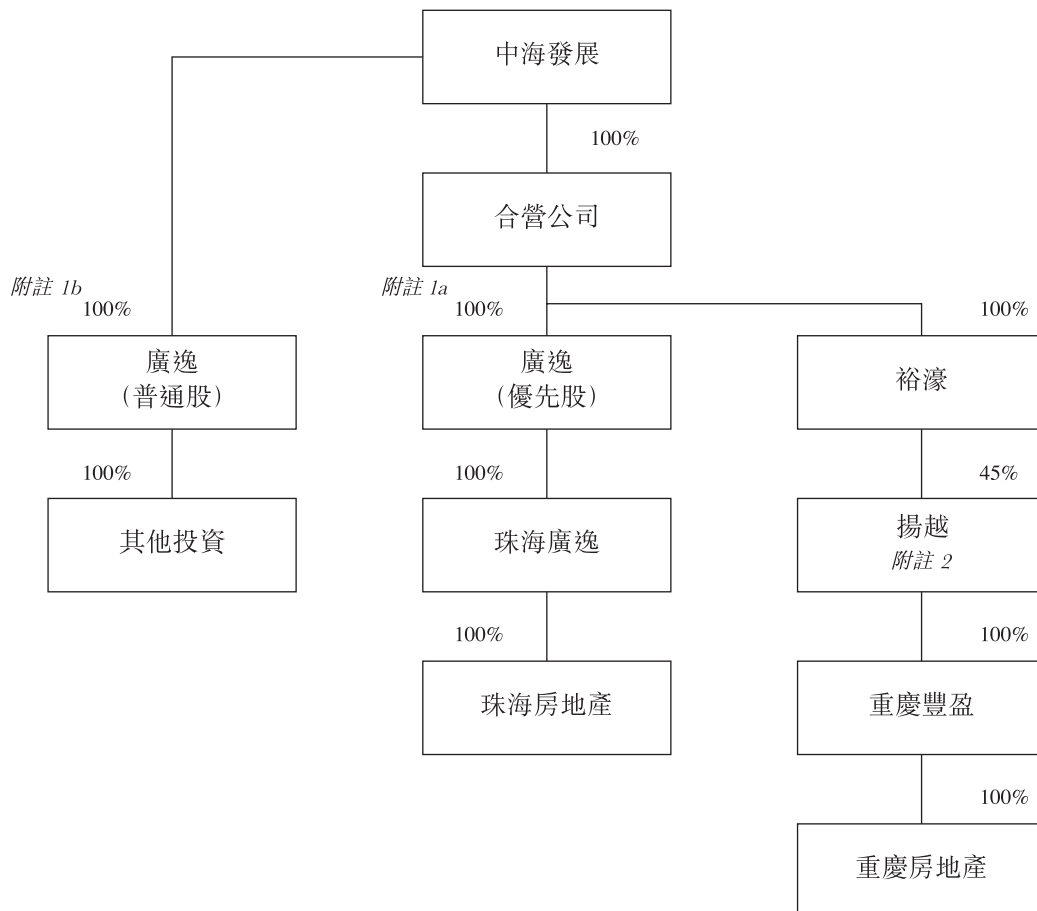 中海發展
100%
合營公司
附註 1b
附註 1a
100%
100%
100%
廣逸
(普通股)
廣逸
(優先股)
裕濠
100%
100%
45%
其他投資
珠海廣逸
揚越
附註 2
100%
100%
珠海房地產
重慶豐盈
100%
重慶房地產